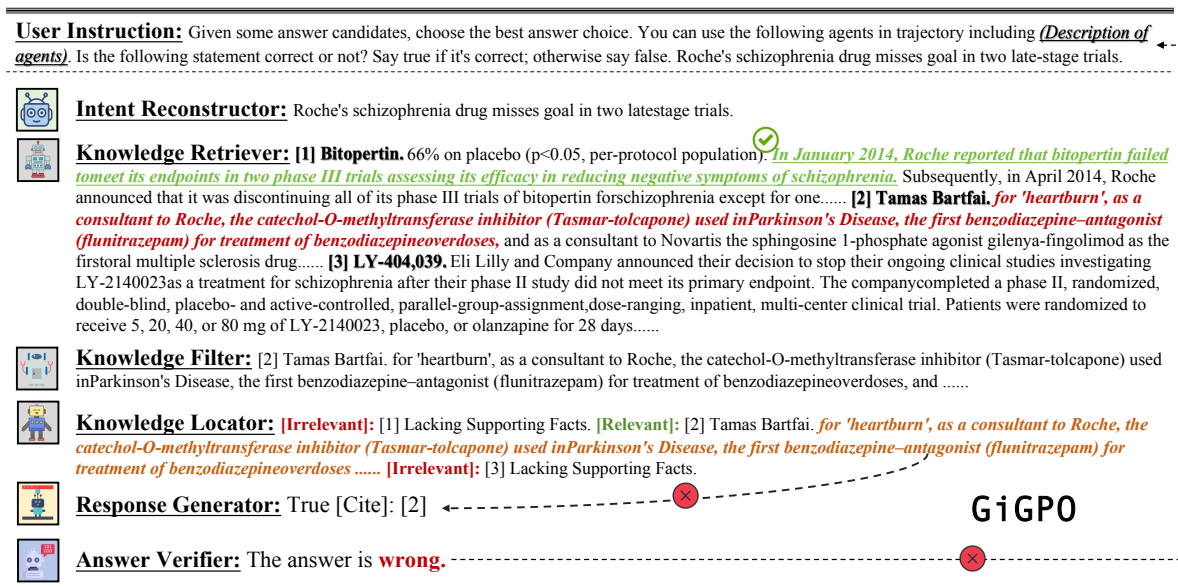 User Instruction: Given some answer candidates, choose the best answer choice. You can use the following agents in trajectory including (Description of
agents). Is the following statement correct or not? Say true if it's correct; otherwise say false. Roche's schizophrenia drug misses goal in two late-stage trials.
Intent Reconstructor: Roche's schizophrenia drug misses goal in two latestage trials.
Knowledge Retriever: [1] Bitopertin. 66% on placebo (p<0.05, per-protocol population). In January 2014, Roche reported that bitopertin failed
tomeet its endpoints in two phase III trials assessing its efficacy in reducing negative symptoms of schizophrenia. Subsequently, in April 2014, Roche
announced that it was discontinuing all of its phase III trials of bitopertin forschizophrenia except for one...... [2] Tamas Bartfai. for 'heartburn', as a
consultant to Roche, the catechol-O-methyltransferase inhibitor (Tasmar-tolcapone) used inParkinson's Disease, the first benzodiazepine–antagonist
(flunitrazepam) for treatment of benzodiazepineoverdoses, and as a consultant to Novartis the sphingosine 1-phosphate agonist gilenya-fingolimod as the
firstoral multiple sclerosis drug...... [3] LY-404,039. Eli Lilly and Company announced their decision to stop their ongoing clinical studies investigating
LY-2140023as a treatment for schizophrenia after their phase II study did not meet its primary endpoint. The companycompleted a phase II, randomized,
double-blind, placebo- and active-controlled, parallel-group-assignment,dose-ranging, inpatient, multi-center clinical trial. Patients were randomized to
receive 5, 20, 40, or 80 mg of LY-2140023, placebo, or olanzapine for 28 days......
Knowledge Filter: [2] Tamas Bartfai. for 'heartburn', as a consultant to Roche, the catechol-O-methyltransferase inhibitor (Tasmar-tolcapone) used
inParkinson's Disease, the first benzodiazepine–antagonist (flunitrazepam) for treatment of benzodiazepineoverdoses, and ......
Knowledge Locator: [Irrelevant]: [1] Lacking Supporting Facts. [Relevant]: [2] Tamas Bartfai. for 'heartburn', as a consultant to Roche, the
catechol-O-methyltransferase inhibitor (Tasmar-tolcapone) used inParkinson's Disease, the first benzodiazepine–antagonist (flunitrazepam) for
treatment of benzodiazepineoverdoses ...... [Irrelevant]: [3] Lacking Supporting Facts.
Response Generator: True [Cite]: [2]
GiGPO
Answer Verifier: The answer is wrong.